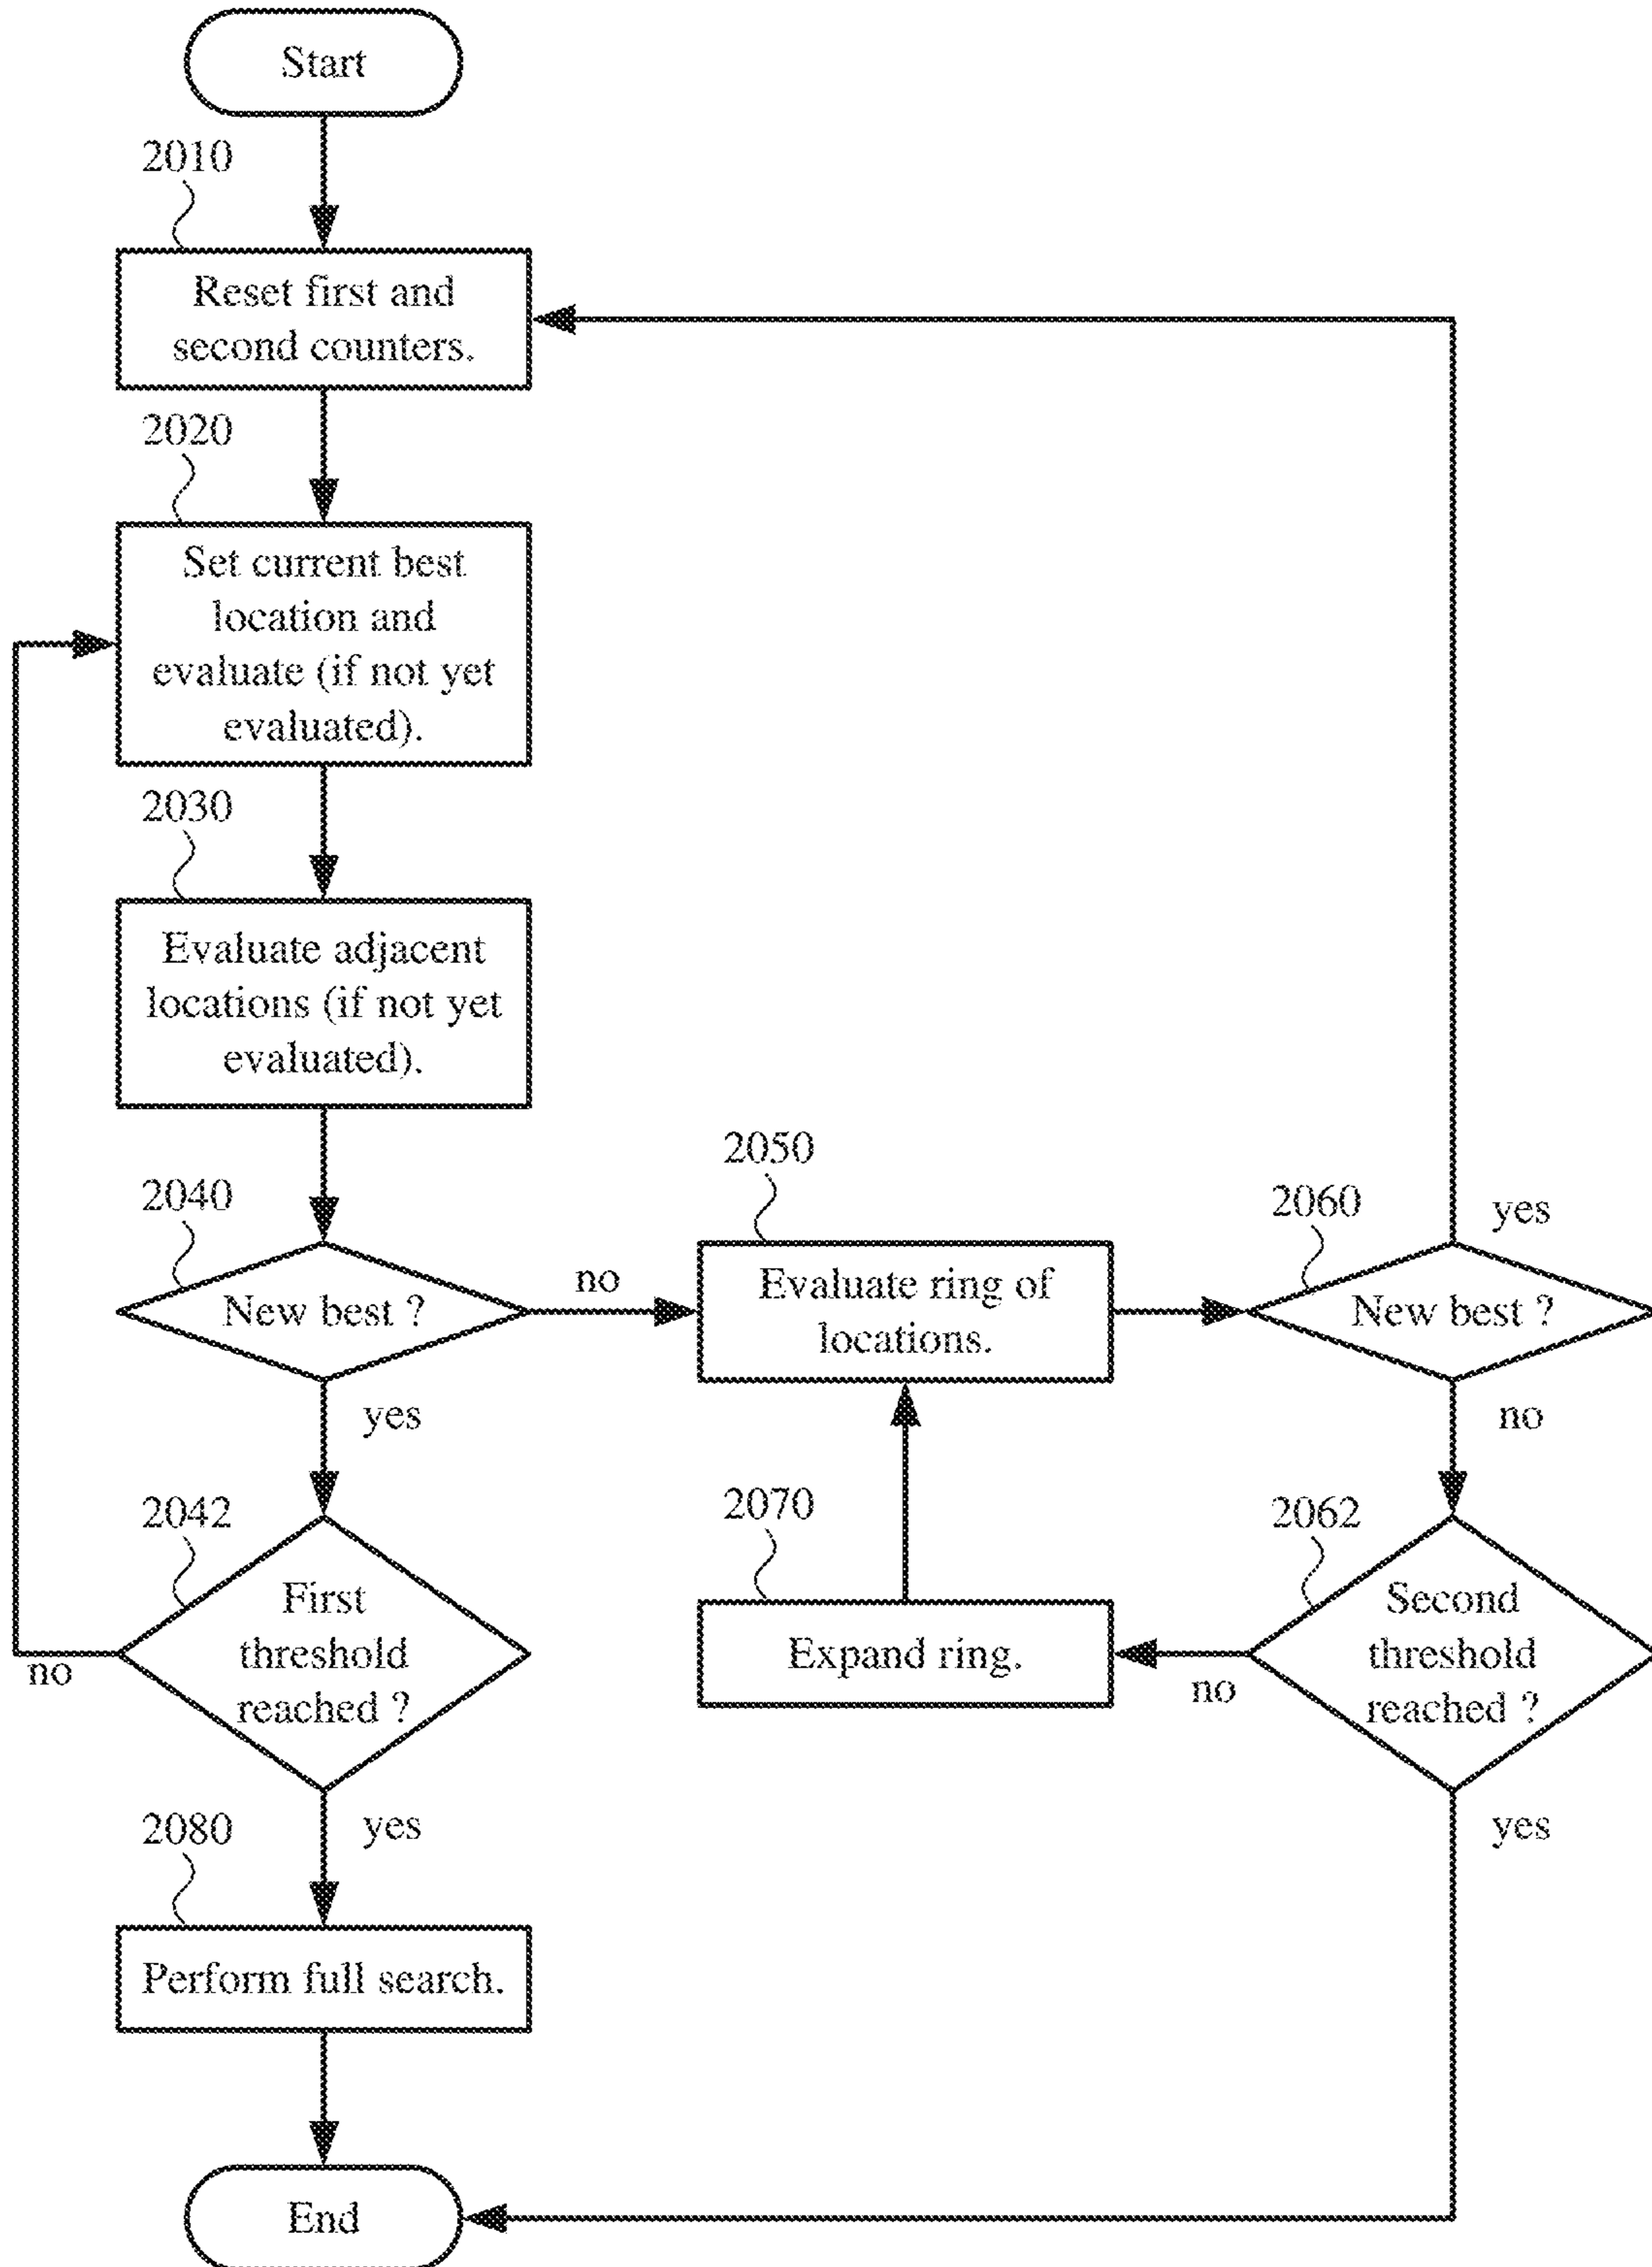 Start
2010
Reset first and
second counters.
2020
Set current best
location and
evaluate (if not yet
evaluated).
2030
Evaluate adjacent
locations (if not yet
evaluated).
2040
New best ?
no
yes
2050
Evaluate ring of
locations.
2060
New best ?
yes
no
2042
First
threshold
reached ?
no
yes
2070
Expand ring.
2062
Second
threshold
reached ?
no
yes
2080
Perform full search.
End